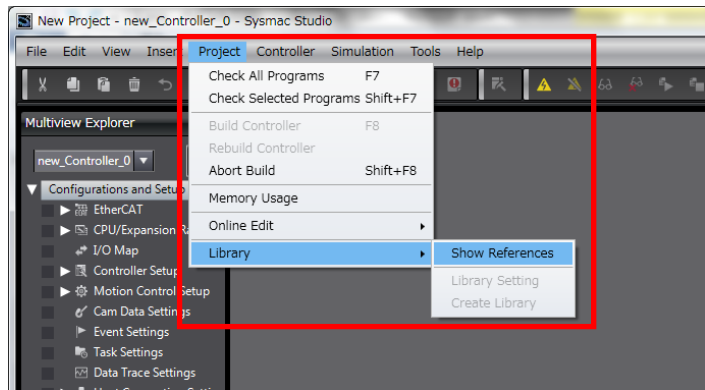 New Project - new_Controller_0 - Sysmac Studio
File Edit View Insert Project Controller Simulation Tools Help
Check All Programs F7
Check Selected Programs Shift+F7
Build Controller F8
Rebuild Controller
Abort Build Shift+F8
Memory Usage
Online Edit
Library
Show References
Library Setting
Create Library
Multiview Explorer
new_Controller_0
Configurations and Setup
EtherCAT
CPU/Expansion
I/O Map
Controller Setup
Motion Control Setup
Cam Data Settings
Event Settings
Task Settings
Data Trace Settings